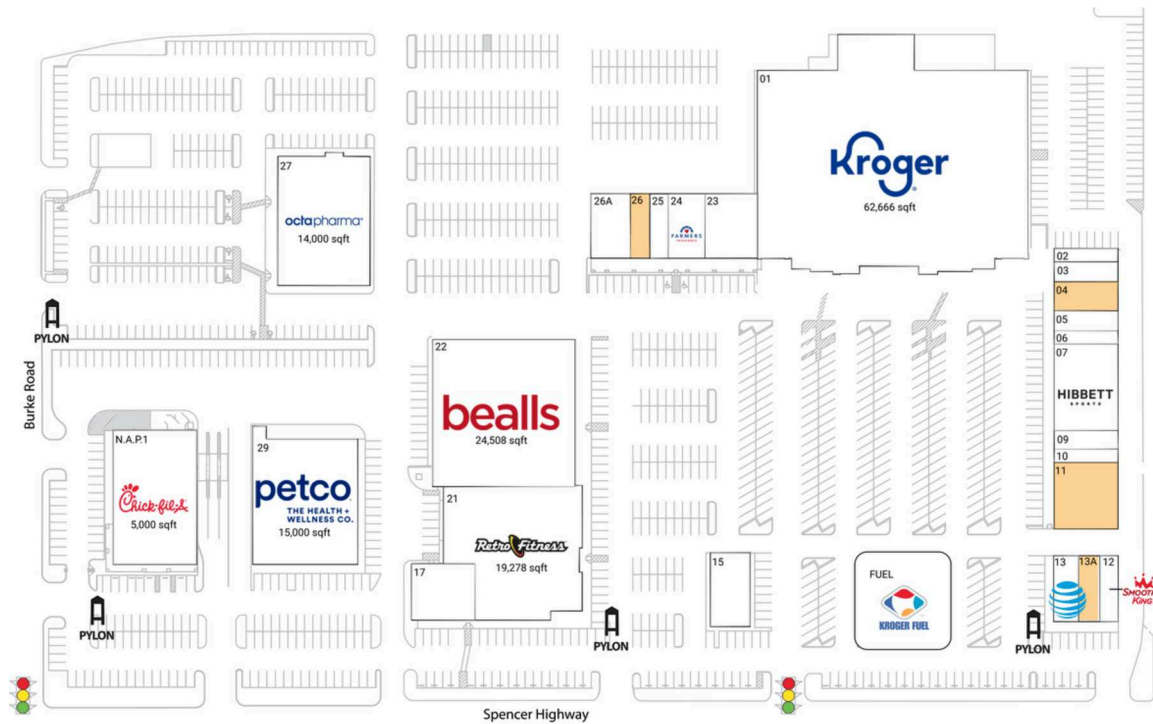 01
Kroger
62,666 sqft
27
octapharma
14,000 sqft
26A
26
25
24
23
FARMERS
INSURANCE
02
03
04
05
06
07
HIBBETT
SPORTS
09
10
11
PYLON
Burke Road
22
bealls
24,508 sqft
N.A.P.1
Chick-fil-A
5,000 sqft
29
petco
THE HEALTH +
WELLNESS CO.
15,000 sqft
21
Retro Fitness
19,278 sqft
17
15
FUEL
KROGER FUEL
13
13A
12
SMOOTH
KING
PYLON
PYLON
PYLON
Spencer Highway